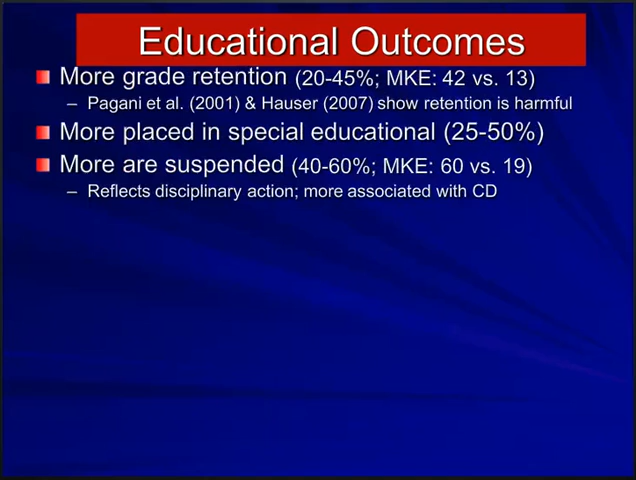 Educational Outcomes
More grade retention (20-45%; MKE: 42 vs. 13)
– Pagani et al. (2001) & Hauser (2007) show retention is harmful
More placed in special educational (25-50%)
More are suspended (40-60%; MKE: 60 vs. 19)
– Reflects disciplinary action; more associated with CD